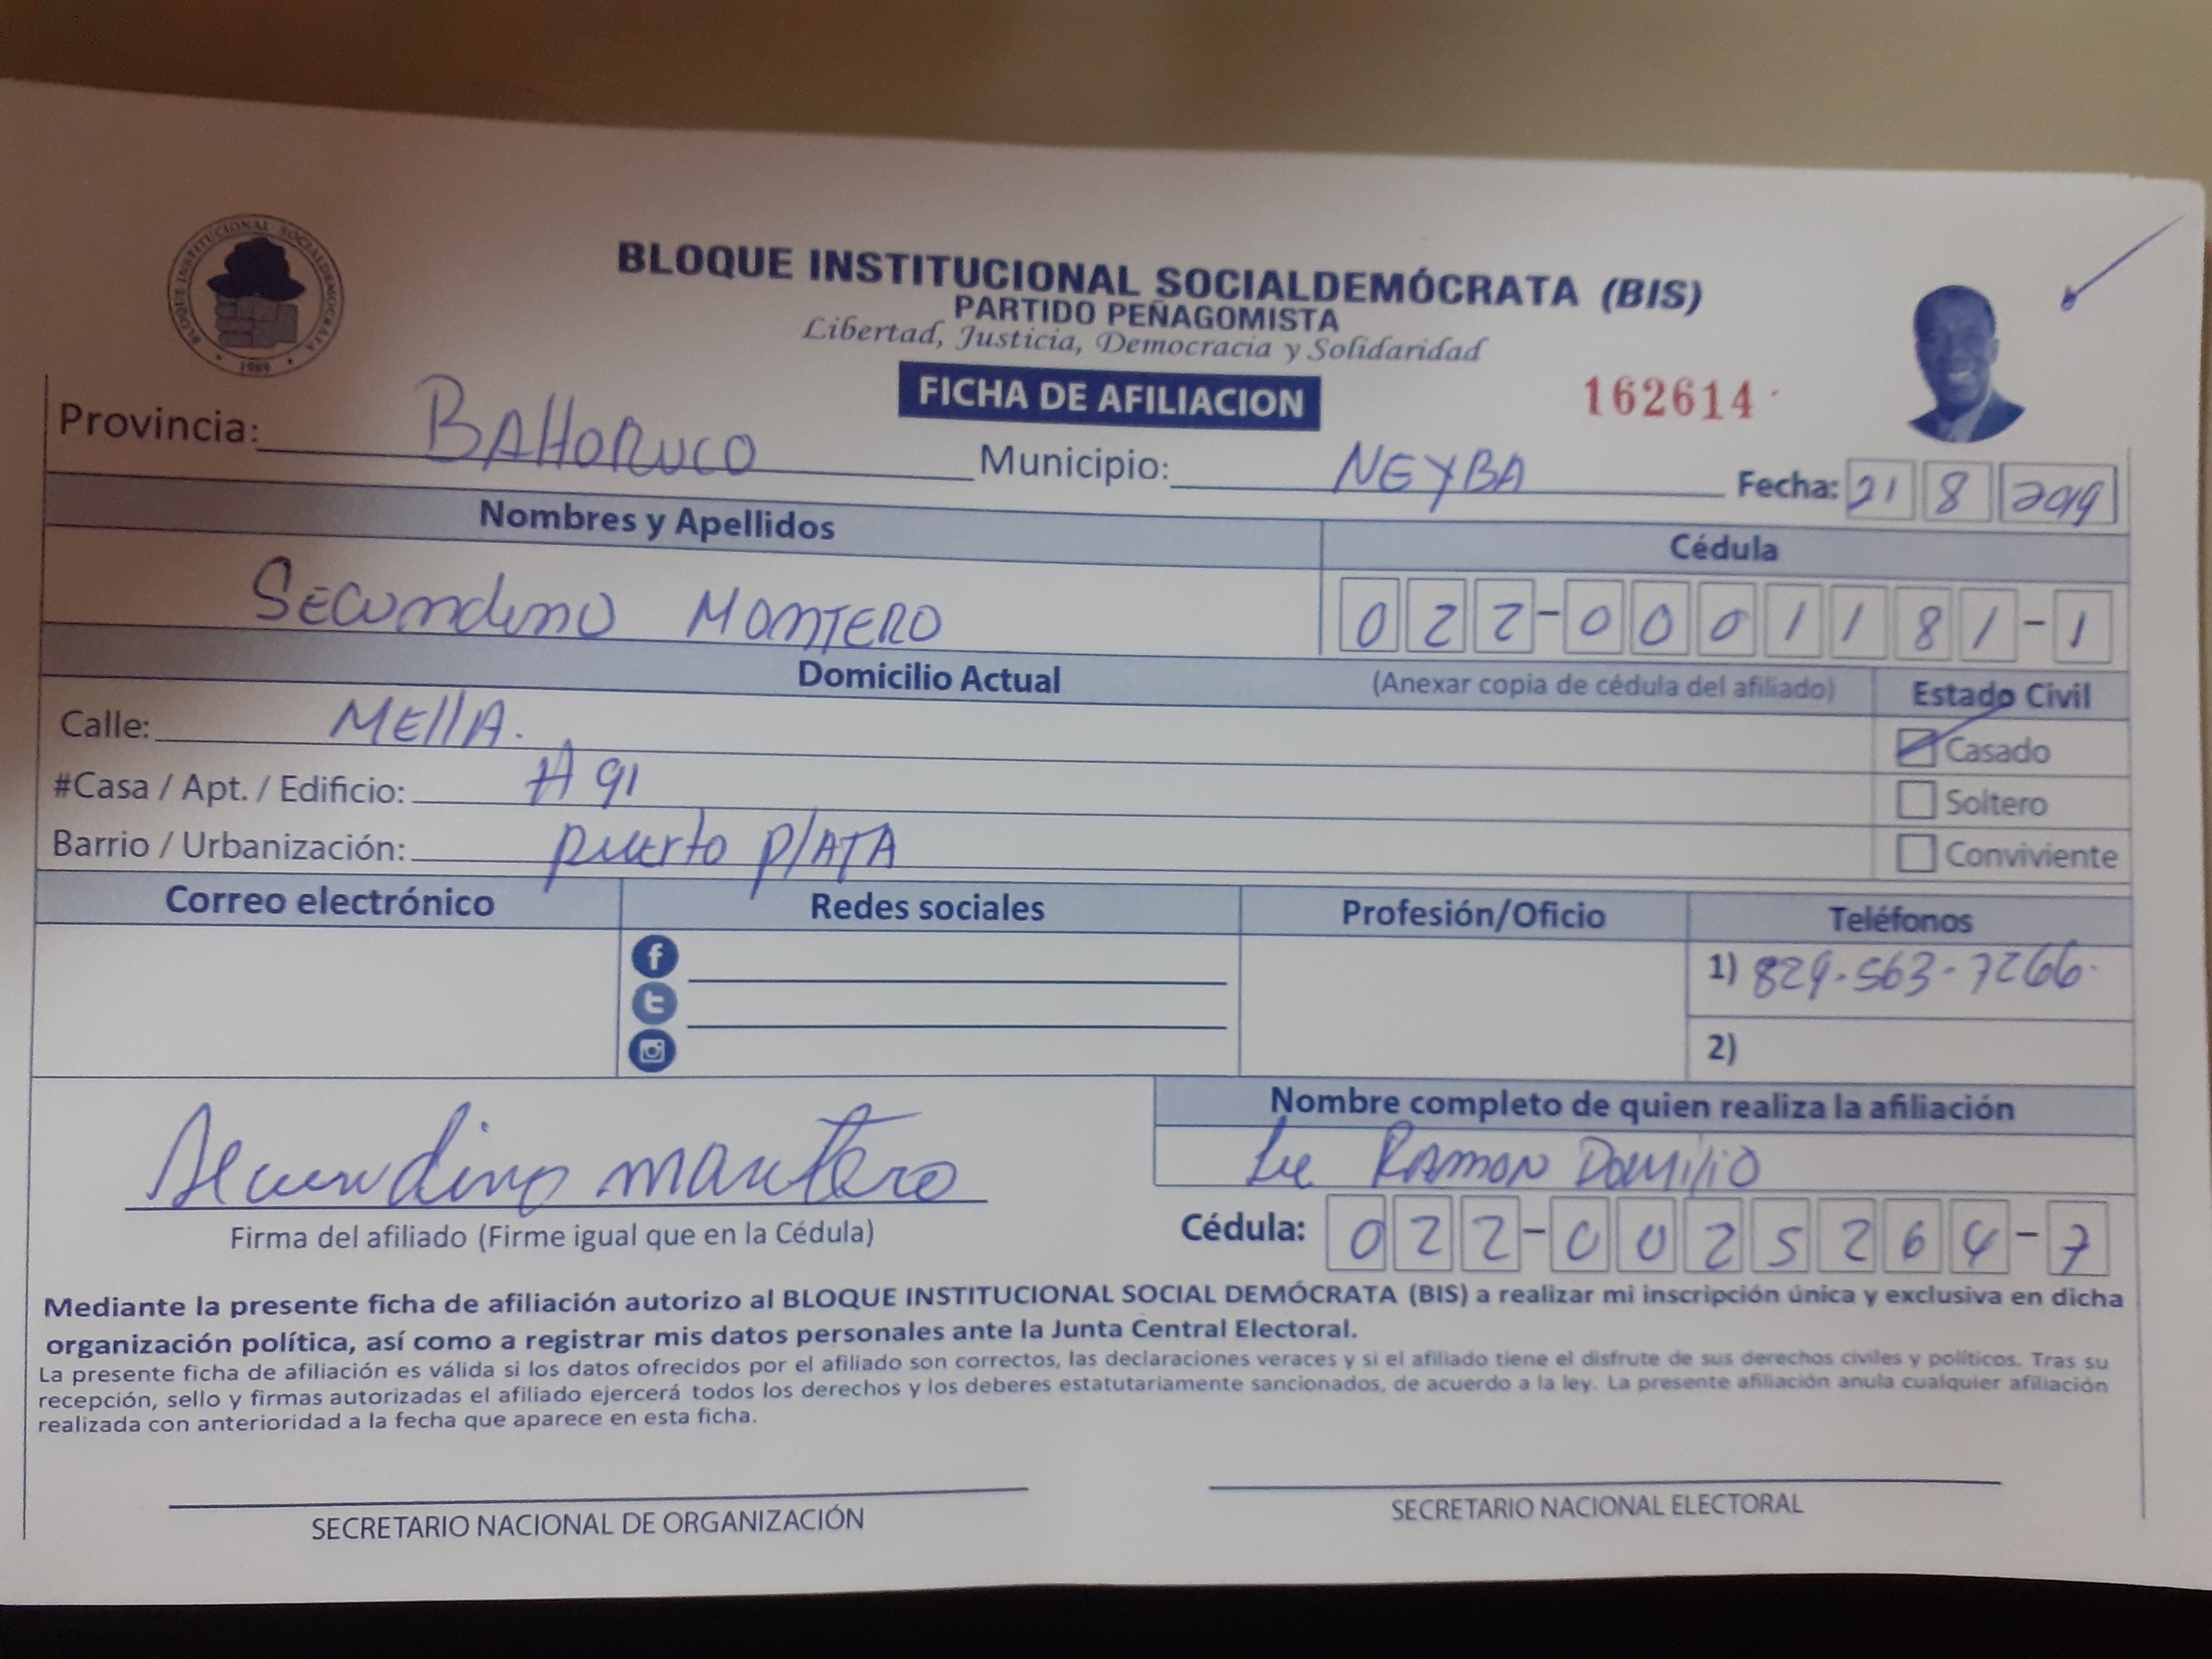 BLOQUE INSTITUCIONAL SOCIALDEMÓCRATA
1989
BLOQUE INSTITUCIONAL SOCIALDEMÓCRATA (BIS)
PARTIDO PEÑAGOMISTA
Libertad, Justicia, Democracia y Solidaridad
FICHA DE AFILIACION
162614
Provincia: BAHORUCO Municipio: NEYBA Fecha: 21 8 2019
Nombres y Apellidos Cédula
Secundino MONTERO 022-0001181-1
Domicilio Actual (Anexar copia de cédula del afiliado) Estado Civil
Calle: MEllA. Casado
#Casa / Apt. / Edificio: # 91 Soltero
Barrio / Urbanización: puerto plATA Conviviente
Correo electrónico Redes sociales Profesión/Oficio Teléfonos
1) 829-563-7266
2)
Nombre completo de quien realiza la afiliación
RAMON DOMILIO
Secundino montero
Firma del afiliado (Firme igual que en la Cédula) Cédula: 022-0025264-7
Mediante la presente ficha de afiliación autorizo al BLOQUE INSTITUCIONAL SOCIAL DEMÓCRATA (BIS) a realizar mi inscripción única y exclusiva en dicha
organización política, así como a registrar mis datos personales ante la Junta Central Electoral.
La presente ficha de afiliación es válida si los datos ofrecidos por el afiliado son correctos, las declaraciones veraces y si el afiliado tiene el disfrute de sus derechos civiles y políticos. Tras su
recepción, sello y firmas autorizadas el afiliado ejercerá todos los derechos y los deberes estatutariamente sancionados, de acuerdo a la ley. La presente afiliación anula cualquier afiliación
realizada con anterioridad a la fecha que aparece en esta ficha.
SECRETARIO NACIONAL DE ORGANIZACIÓN SECRETARIO NACIONAL ELECTORAL